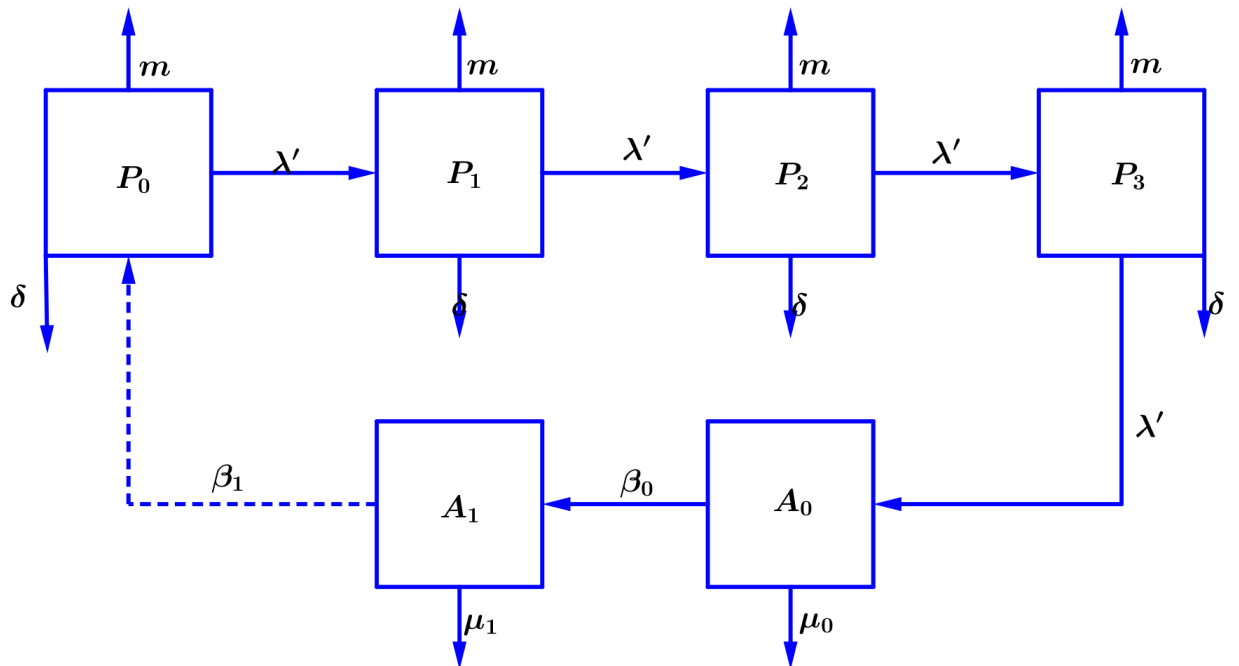 m m m m
P₀ λ′ P₁ λ′ P₂ λ′ P₃
δ δ δ δ
λ′
β₁ A₁ β₀ A₀
μ₁ μ₀